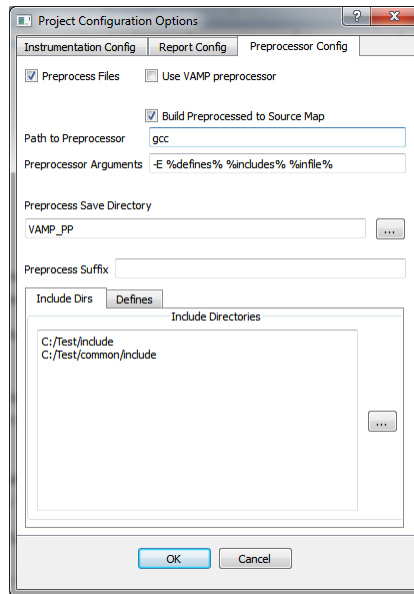 Project Configuration Options
Instrumentation Config Report Config Preprocessor Config
Preprocess Files Use VAMP preprocessor
Build Preprocessed to Source Map
Path to Preprocessor gcc
Preprocessor Arguments -E %defines% %includes% %infile%
Preprocess Save Directory
VAMP_PP ...
Preprocess Suffix
Include Dirs Defines
Include Directories
C:/Test/include
C:/Test/common/include
...
OK Cancel